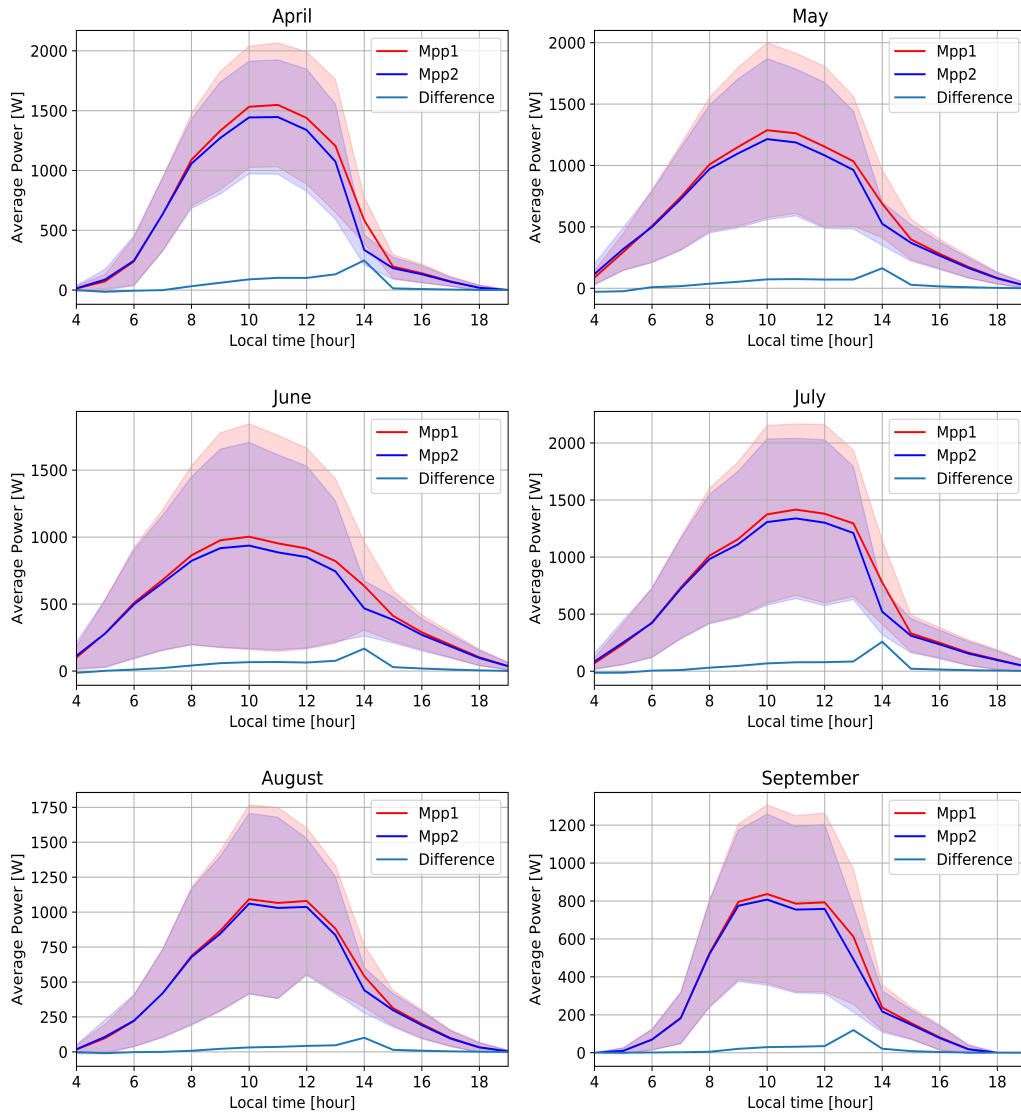 April
Average Power [W]
2000
1500
1000
500
0
Mpp1
Mpp2
Difference
4 6 8 10 12 14 16 18
Local time [hour]
May
Average Power [W]
2000
1500
1000
500
0
Mpp1
Mpp2
Difference
4 6 8 10 12 14 16 18
Local time [hour]
June
Average Power [W]
1500
1000
500
0
Mpp1
Mpp2
Difference
4 6 8 10 12 14 16 18
Local time [hour]
July
Average Power [W]
2000
1500
1000
500
0
Mpp1
Mpp2
Difference
4 6 8 10 12 14 16 18
Local time [hour]
August
Average Power [W]
1750
1500
1250
1000
750
500
250
0
Mpp1
Mpp2
Difference
4 6 8 10 12 14 16 18
Local time [hour]
September
Average Power [W]
1200
1000
800
600
400
200
0
Mpp1
Mpp2
Difference
4 6 8 10 12 14 16 18
Local time [hour]